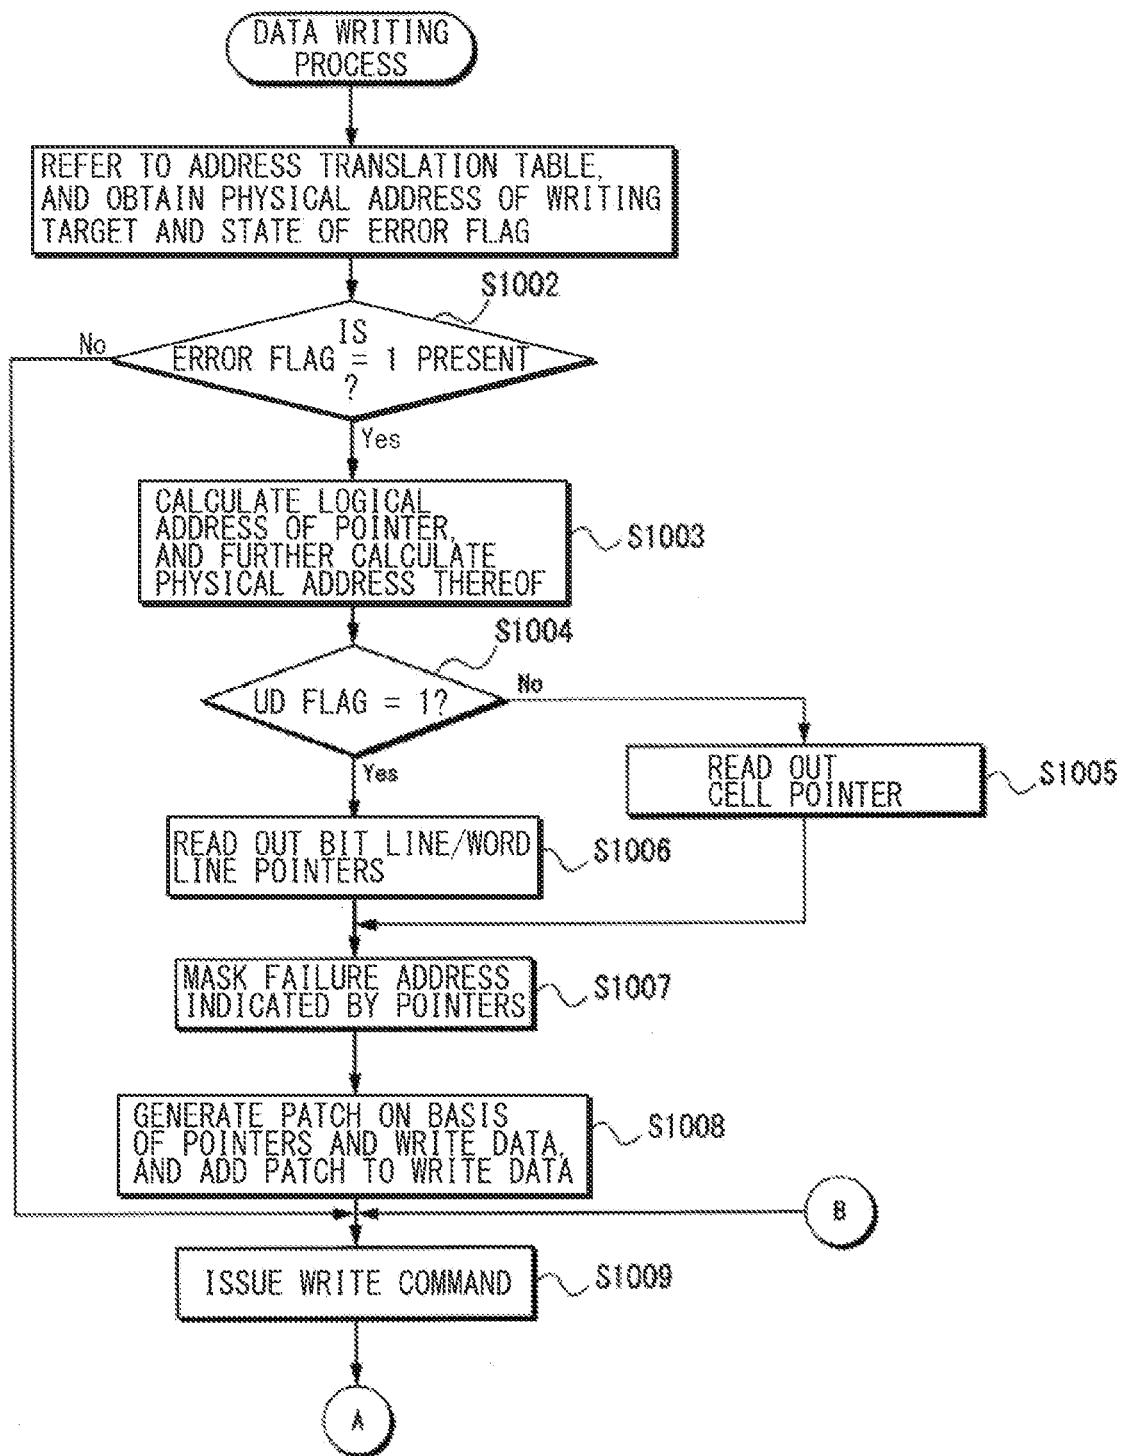 DATA WRITING
PROCESS
REFER TO ADDRESS TRANSLATION TABLE,
AND OBTAIN PHYSICAL ADDRESS OF WRITING
TARGET AND STATE OF ERROR FLAG
S1002
IS
ERROR FLAG = 1 PRESENT
?
No
Yes
CALCULATE LOGICAL
ADDRESS OF POINTER,
AND FURTHER CALCULATE
PHYSICAL ADDRESS THEREOF
S1003
S1004
UD FLAG = 1?
No
Yes
READ OUT
CELL POINTER
S1005
READ OUT BIT LINE/WORD
LINE POINTERS
S1006
MASK FAILURE ADDRESS
INDICATED BY POINTERS
S1007
GENERATE PATCH ON BASIS
OF POINTERS AND WRITE DATA,
AND ADD PATCH TO WRITE DATA
S1008
B
ISSUE WRITE COMMAND
S1009
A